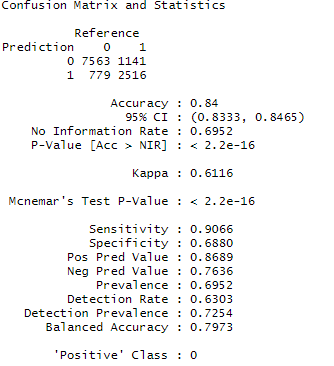 Confusion Matrix and Statistics
Reference
Prediction 0 1
0 7563 1141
1 779 2516
Accuracy : 0.84
95% CI : (0.8333, 0.8465)
No Information Rate : 0.6952
P-Value [Acc > NIR] : < 2.2e-16
Kappa : 0.6116
Mcnemar's Test P-Value : < 2.2e-16
Sensitivity : 0.9066
Specificity : 0.6880
Pos Pred Value : 0.8689
Neg Pred Value : 0.7636
Prevalence : 0.6952
Detection Rate : 0.6303
Detection Prevalence : 0.7254
Balanced Accuracy : 0.7973
'Positive' Class : 0